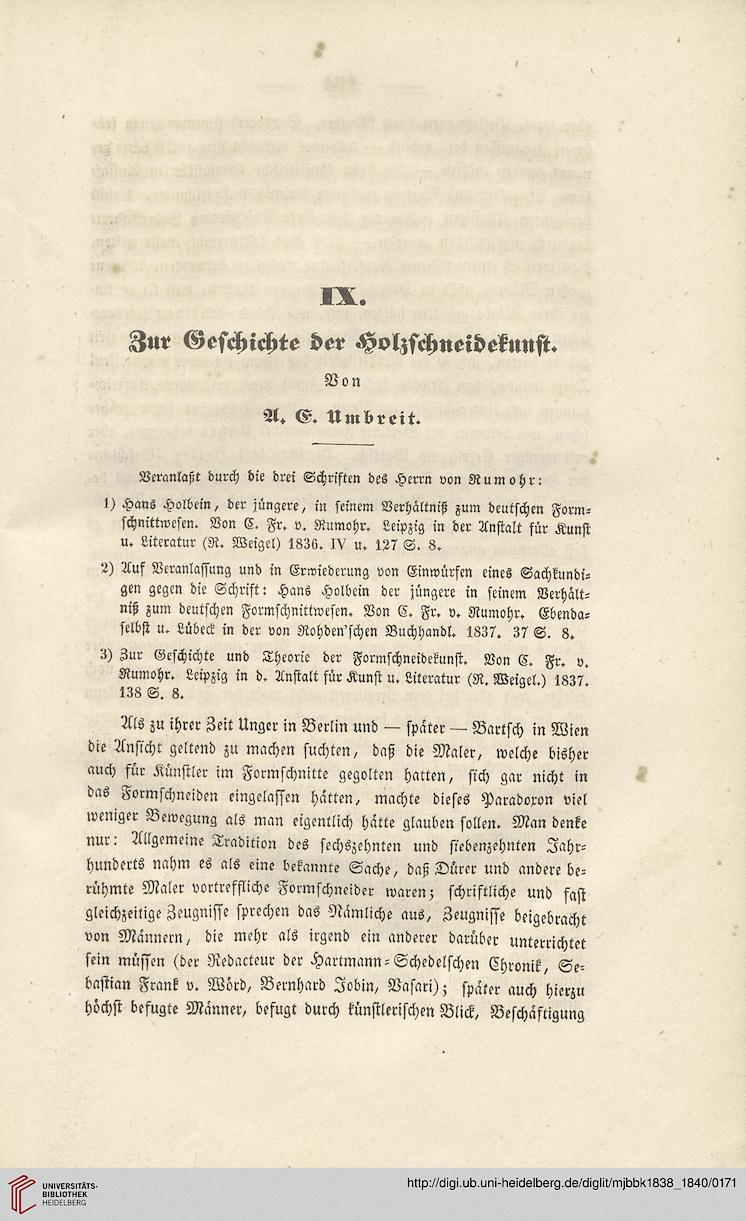 IX.
Zur Geschichte der Holzschneidekunst.
Von
A. E. Umbreit.
Veranlaßt durch die drei Schriften des Herrn von Rumohr:
1) Hans Holbein, der jüngere, in seinem Verhältniß zum deutschen Form=
schnittwesen. Von C. Fr. v. Rumohr. Leipzig in der Anstalt für Kunst
u. Literatur (R. Weigel) 1836. IV u. 127 S. 8.
2) Auf Veranlassung und in Erwiederung von Einwürfen eines Sachkundi=
gen gegen die Schrift: Hans Holbein der jüngere in seinem Verhält=
niß zum deutschen Formschnittwesen. Von C. Fr. v. Rumohr. Ebenda=
selbst u. Lübeck in der von Rohden'schen Buchhandl. 1837. 37 S. 8.
3) Zur Geschichte und Theorie der Formschneidekunst. Von C. Fr. v.
Rumohr. Leipzig in d. Anstalt für Kunst u. Literatur (R. Weigel.) 1837.
138 S. 8.
Als zu ihrer Zeit Unger in Berlin und — später — Bartsch in Wien
die Ansicht geltend zu machen suchten, daß die Maler, welche bisher
auch für Künstler im Formschnitte gegolten hatten, sich gar nicht in
das Formschneiden eingelassen hätten, machte dieses Paradoxon viel
weniger Bewegung als man eigentlich hätte glauben sollen. Man denke
nur: Allgemeine Tradition des sechszehnten und siebenzehnten Jahr=
hunderts nahm es als eine bekannte Sache, daß Dürer und andere be=
rühmte Maler vortreffliche Formschneider waren; schriftliche und fast
gleichzeitige Zeugnisse sprechen das Nämliche aus, Zeugnisse beigebracht
von Männern, die mehr als irgend ein anderer darüber unterrichtet
sein müssen (der Redacteur der Hartmann=Schedelschen Chronik, Se=
bastian Frank v. Wörd, Bernhard Jobin, Vasari); später auch hierzu
höchst befugte Männer, befugt durch künstlerischen Blick, Beschäftigung
UNIVERSITÄTS-
BIBLIOTHEK
HEIDELBERG
http://digi.ub.uni-heidelberg.de/diglit/mjbbk1838_1840/0171